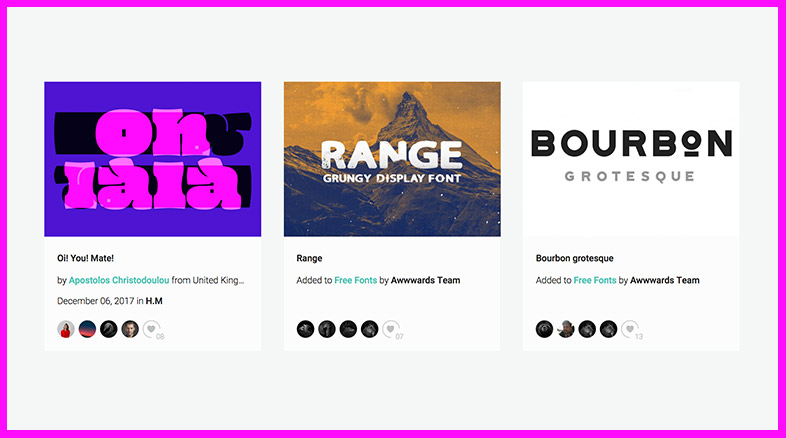 Oh
làlà
Oi! You! Mate!
by Apostolos Christodoulou from United King...
December 06, 2017 in H.M
08
RANGE
GRUNGY DISPLAY FONT
Range
Added to Free Fonts by Awwwards Team
07
BOURBON
GROTESQUE
Bourbon grotesque
Added to Free Fonts by Awwwards Team
13